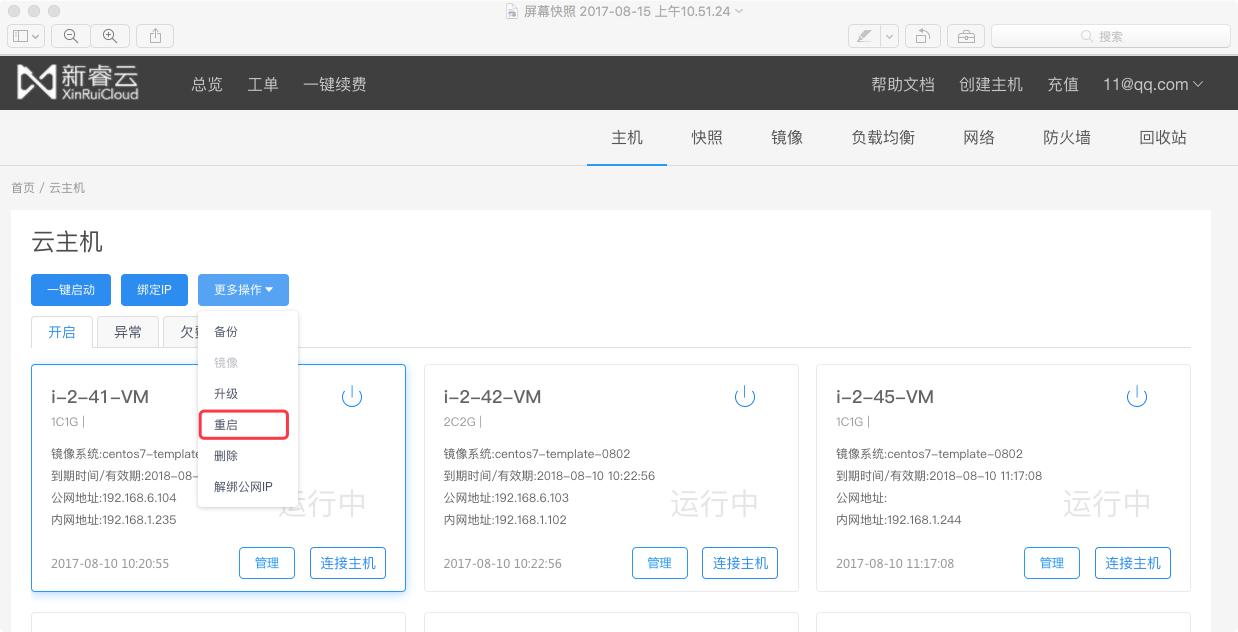 屏幕快照 2017-08-15 上午10.51.24
搜索
新睿云
XinRuiCloud
总览 工单 一键续费 帮助文档 创建主机 充值 11@qq.com
主机 快照 镜像 负载均衡 网络 防火墙 回收站
首页 / 云主机
云主机
一键启动 绑定IP 更多操作
开启 异常 欠
备份
镜像
升级
重启
删除
解绑公网IP
i-2-41-VM
1C1G |
镜像系统:centos7-template
到期时间/有效期:2018-08-
公网地址:192.168.6.104
内网地址:192.168.1.235
运行中
2017-08-10 10:20:55 管理 连接主机
i-2-42-VM
2C2G |
镜像系统:centos7-template-0802
到期时间/有效期:2018-08-10 10:22:56
公网地址:192.168.6.103
内网地址:192.168.1.102
运行中
2017-08-10 10:22:56 管理 连接主机
i-2-45-VM
1C1G |
镜像系统:centos7-template-0802
到期时间/有效期:2018-08-10 11:17:08
公网地址:
内网地址:192.168.1.244
运行中
2017-08-10 11:17:08 管理 连接主机